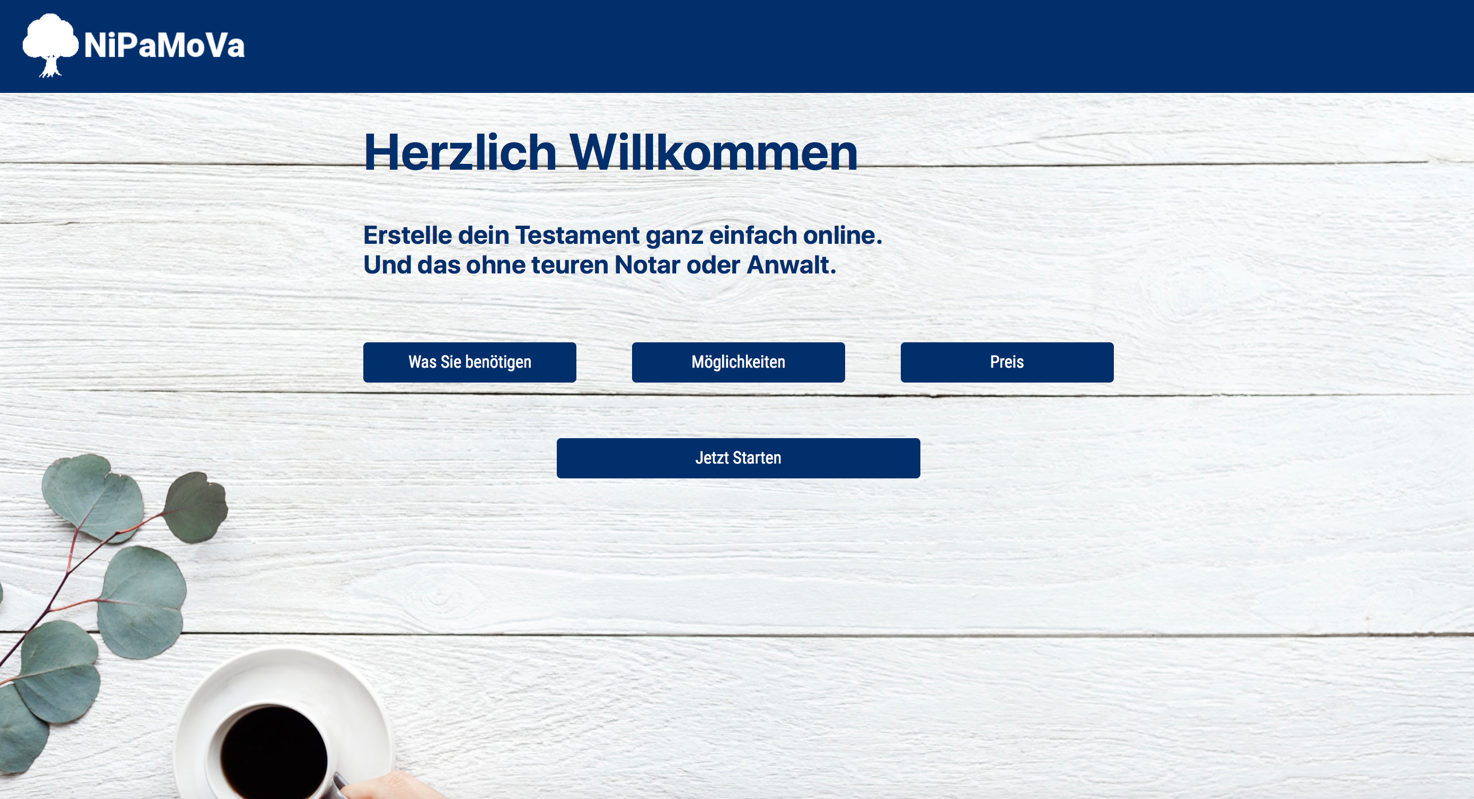 NiPaMoVa
Herzlich Willkommen
Erstelle dein Testament ganz einfach online.
Und das ohne teuren Notar oder Anwalt.
Was Sie benötigen
Möglichkeiten
Preis
Jetzt Starten